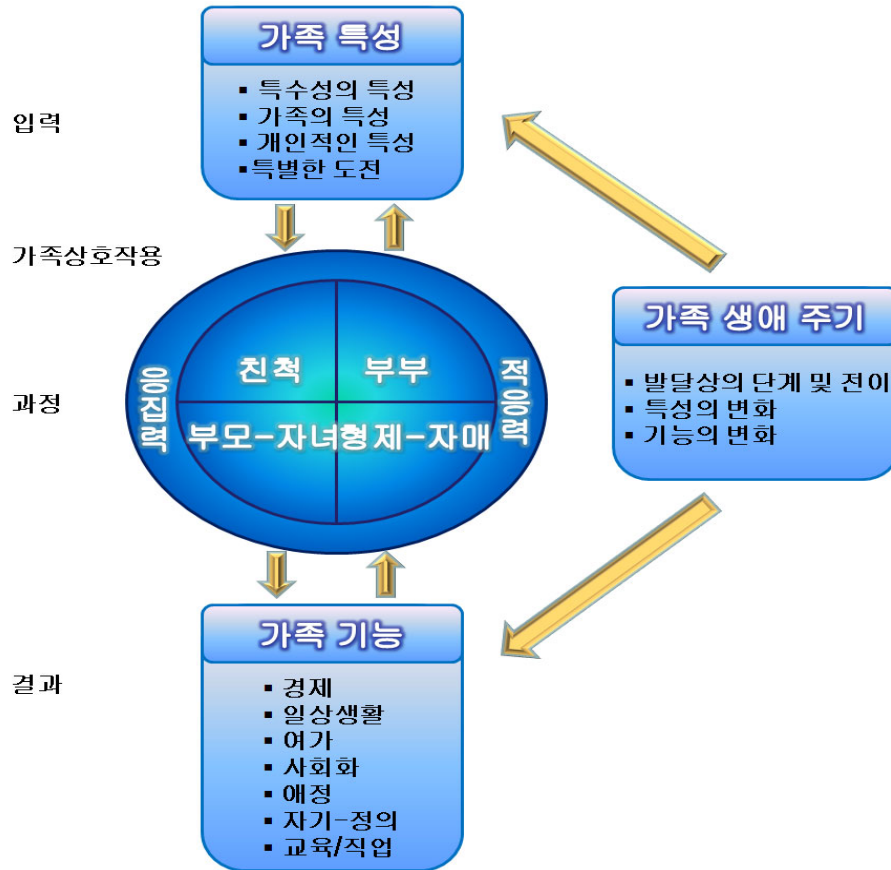 가족 특성
▪ 특수성의 특성
▪ 가족의 특성
▪ 개인적인 특성
▪특별한 도전
입력
가족상호작용
과정
응집력
친척
부부
부모-자녀
형제-자매
적응력
가족 생애 주기
▪ 발달상의 단계 및 전이
▪ 특성의 변화
▪ 기능의 변화
결과
가족 기능
▪ 경제
▪ 일상생활
▪ 여가
▪ 사회화
▪ 애정
▪ 자기-정의
▪ 교육/직업